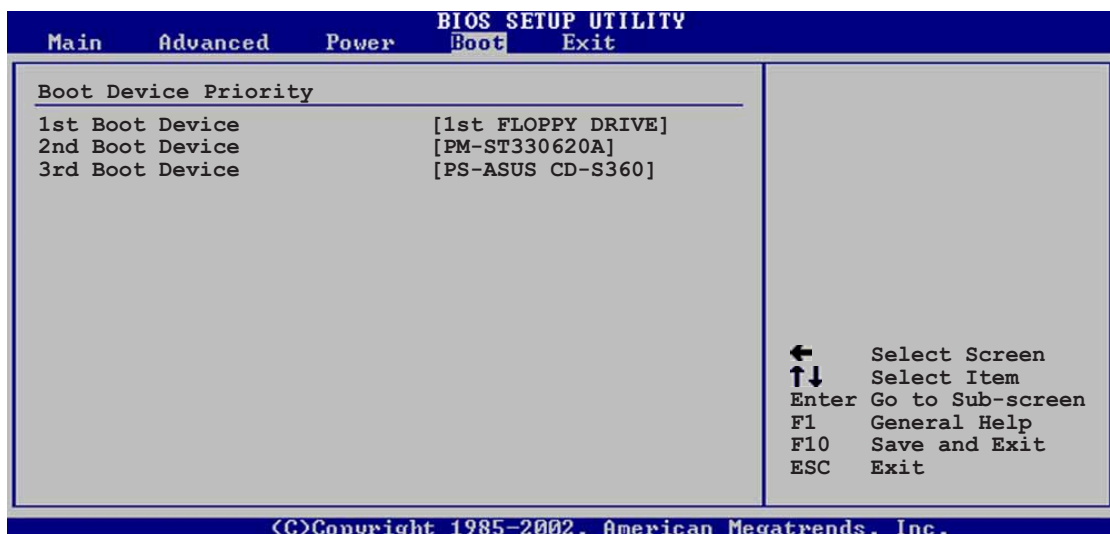 BIOS SETUP UTILITY
Main Advanced Power Boot Exit
Boot Device Priority
1st Boot Device [1st FLOPPY DRIVE]
2nd Boot Device [PM-ST330620A]
3rd Boot Device [PS-ASUS CD-S360]
← Select Screen
↑↓ Select Item
Enter Go to Sub-screen
F1 General Help
F10 Save and Exit
ESC Exit
(C)Copyright 1985-2002, American Megatrends, Inc.